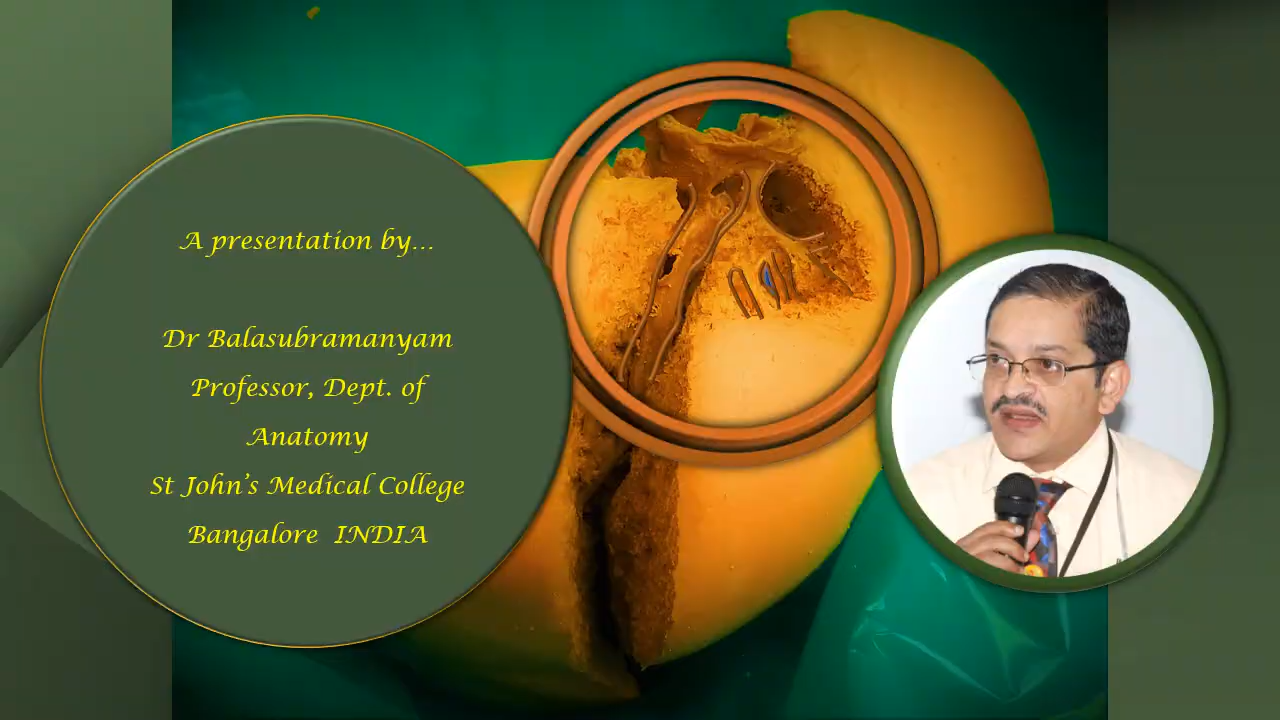 A presentation by...
Dr Balasubramanyam
Professor, Dept. of
Anatomy
St John's Medical College
Bangalore INDIA